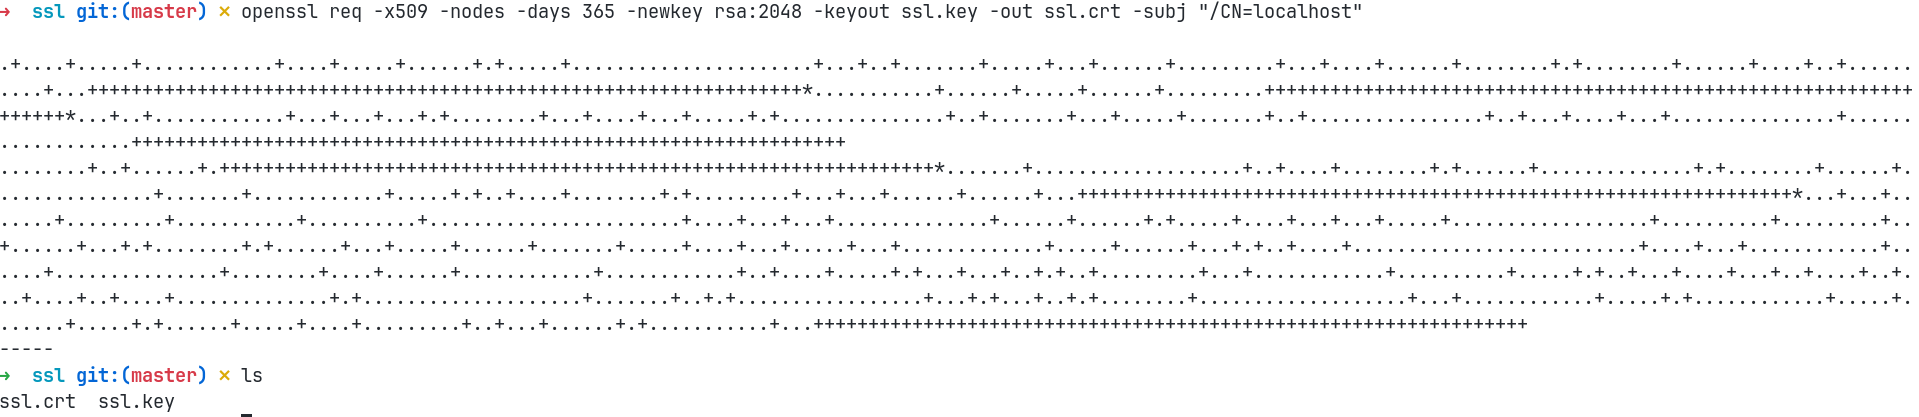 → ssl git:(master) × openssl req -x509 -nodes -days 365 -newkey rsa:2048 -keyout ssl.key -out ssl.crt -subj "/CN=localhost"
-----
→ ssl git:(master) × ls
ssl.crt ssl.key